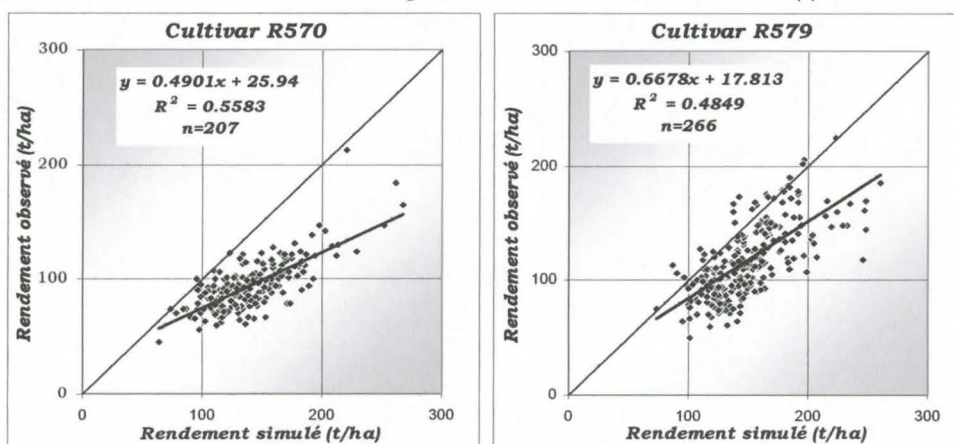 Cultivar R570
y = 0.4901x + 25.94
R² = 0.5583
n=207
Rendement observé (t/ha)
300
200
100
0
0 100 200 300
Rendement simulé (t/ha)
Cultivar R579
y = 0.6678x + 17.813
R² = 0.4849
n=266
Rendement observé (t/ha)
300
200
100
0
0 100 200 300
Rendement simulé (t/ha)